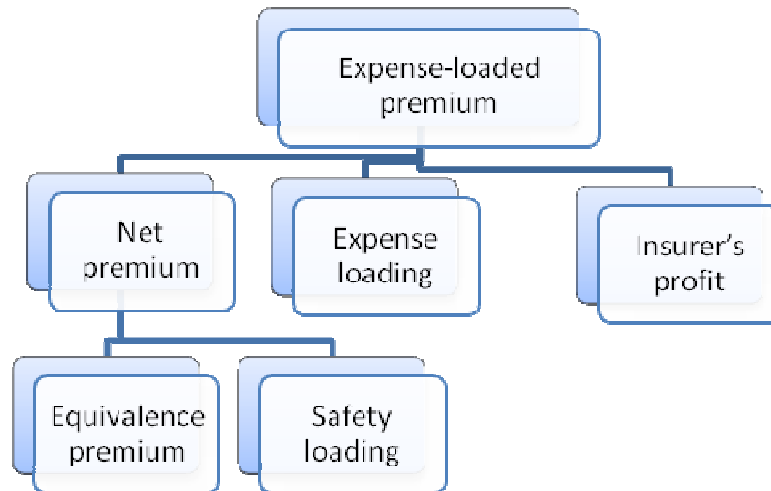 Expense-loaded
premium
Net
premium
Expense
loading
Insurer’s
profit
Equivalence
premium
Safety
loading